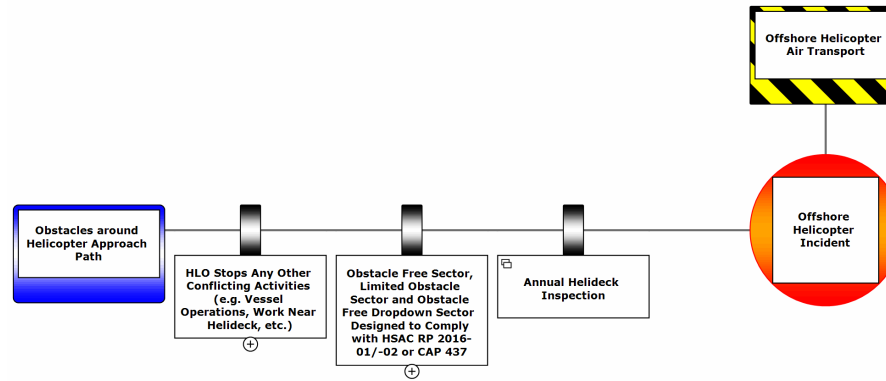 Offshore Helicopter
Air Transport
Obstacles around
Helicopter Approach
Path
Offshore
Helicopter
Incident
HLO Stops Any Other
Conflicting Activities
(e.g. Vessel
Operations, Work Near
Helideck, etc.)
Obstacle Free Sector,
Limited Obstacle
Sector and Obstacle
Free Dropdown Sector
Designed to Comply
with HSAC RP 2016-
01/-02 or CAP 437
Annual Helideck
Inspection